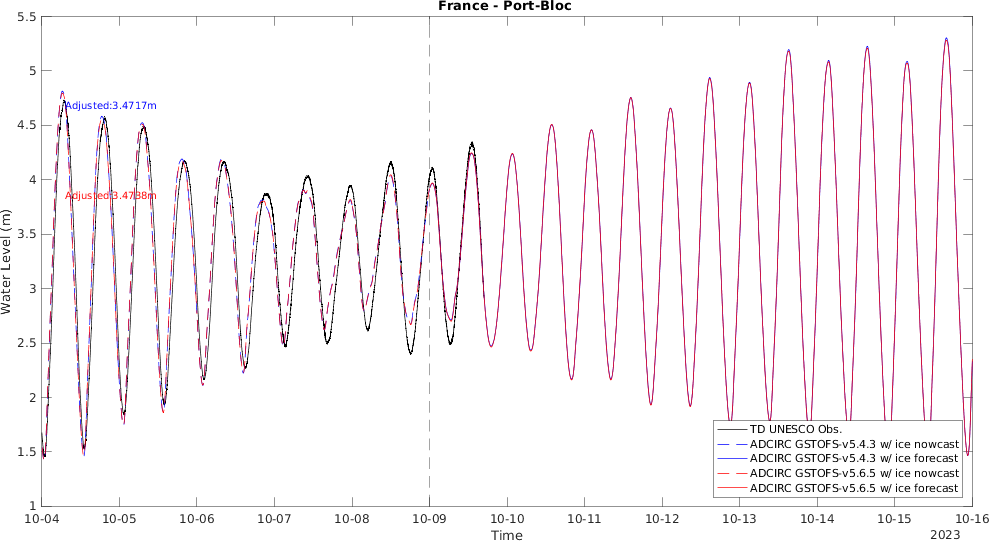 France - Port-Bloc
5.5
5
4.5
4
3.5
3
2.5
2
1.5
1
Water Level (m)
Adjusted:3.4717m
Adjusted:3.4738m
TD UNESCO Obs.
ADCIRC GSTOFS-v5.4.3 w/ ice nowcast
ADCIRC GSTOFS-v5.4.3 w/ ice forecast
ADCIRC GSTOFS-v5.6.5 w/ ice nowcast
ADCIRC GSTOFS-v5.6.5 w/ ice forecast
10-04 10-05 10-06 10-07 10-08 10-09 10-10 10-11 10-12 10-13 10-14 10-15 10-16
Time
2023